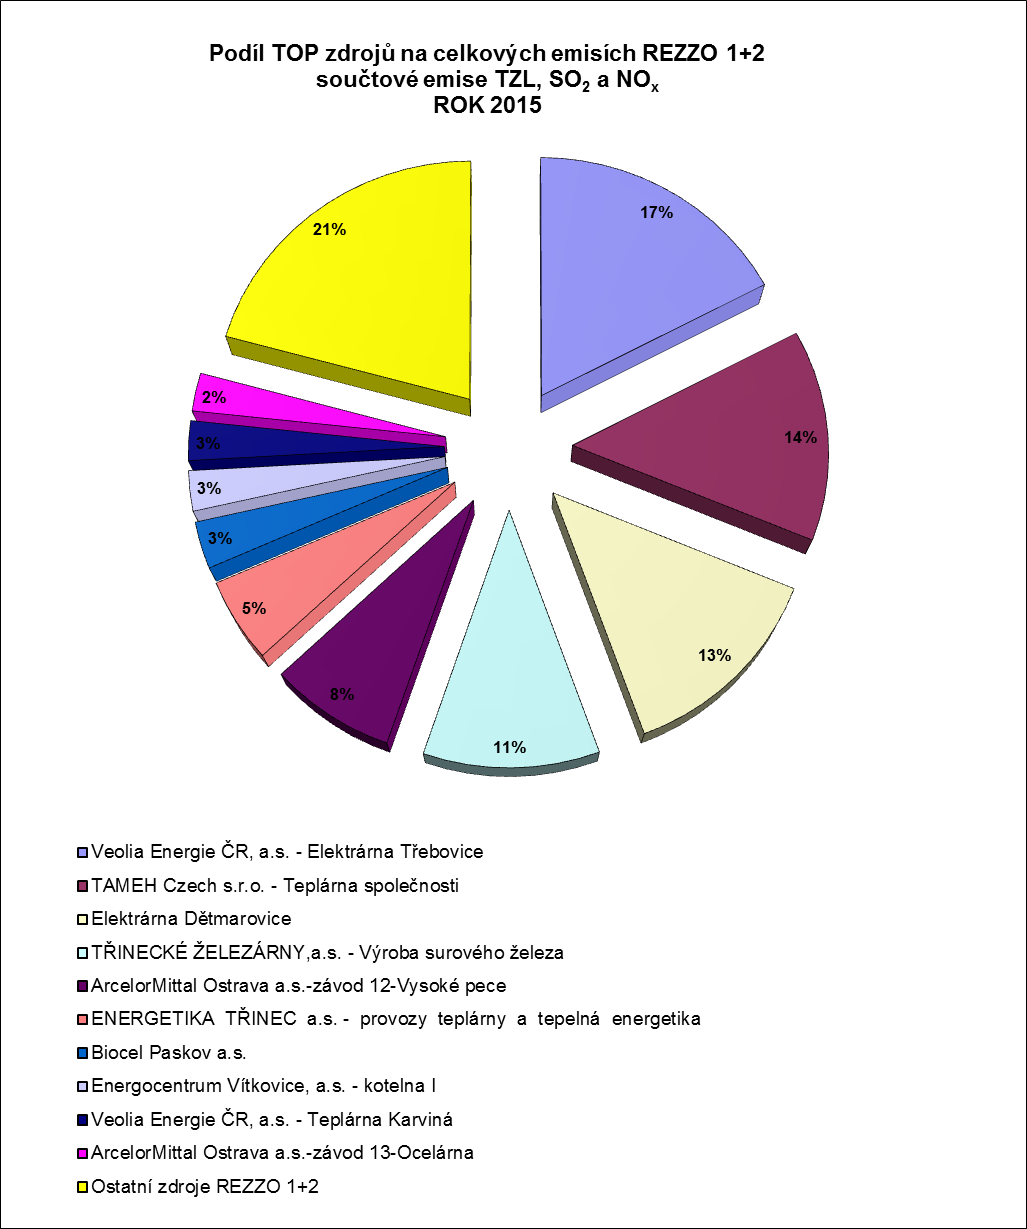 Podíl TOP zdrojů na celkových emisích REZZO 1+2
součtové emise TZL, SO2 a NOx
ROK 2015
17%
21%
2%
14%
3%
3%
3%
5%
13%
8%
11%
Veolia Energie ČR, a.s. - Elektrárna Třebovice
TAMEH Czech s.r.o. - Teplárna společnosti
Elektrárna Dětmarovice
TŘINECKÉ ŽELEZÁRNY,a.s. - Výroba surového železa
ArcelorMittal Ostrava a.s.-závod 12-Vysoké pece
ENERGETIKA TŘINEC a.s. - provozy teplárny a tepelná energetika
Biocel Paskov a.s.
Energocentrum Vítkovice, a.s. - kotelna I
Veolia Energie ČR, a.s. - Teplárna Karviná
ArcelorMittal Ostrava a.s.-závod 13-Ocelárna
Ostatní zdroje REZZO 1+2